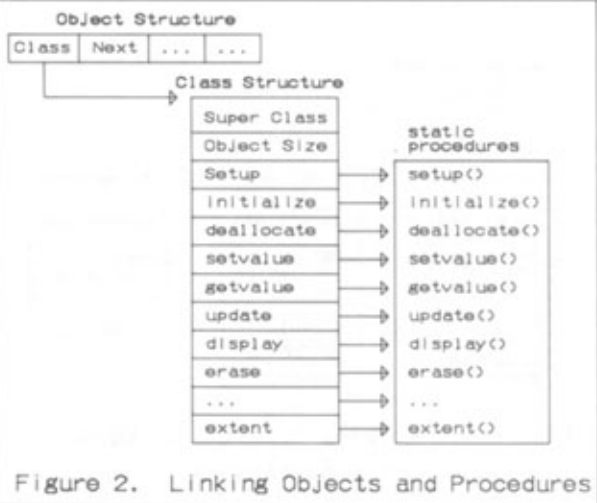 Object Structure
Class Next ... ...
Class Structure
Super Class
Object Size
static
procedures
Setup setup()
initialize initialize()
deallocate deallocate()
setvalue setvalue()
getvalue getvalue()
update update()
display display()
erase erase()
... ...
extent extent()
Figure 2. Linking Objects and Procedures